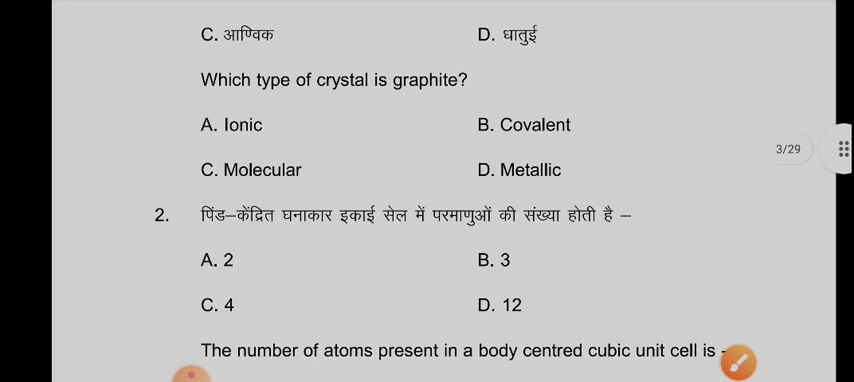 C. आण्विक D. धातुई
Which type of crystal is graphite?
A. Ionic B. Covalent
3/29
C. Molecular D. Metallic
2. पिंड–केंद्रित घनाकार इकाई सेल में परमाणुओं की संख्या होती है –
A. 2 B. 3
C. 4 D. 12
The number of atoms present in a body centred cubic unit cell is -